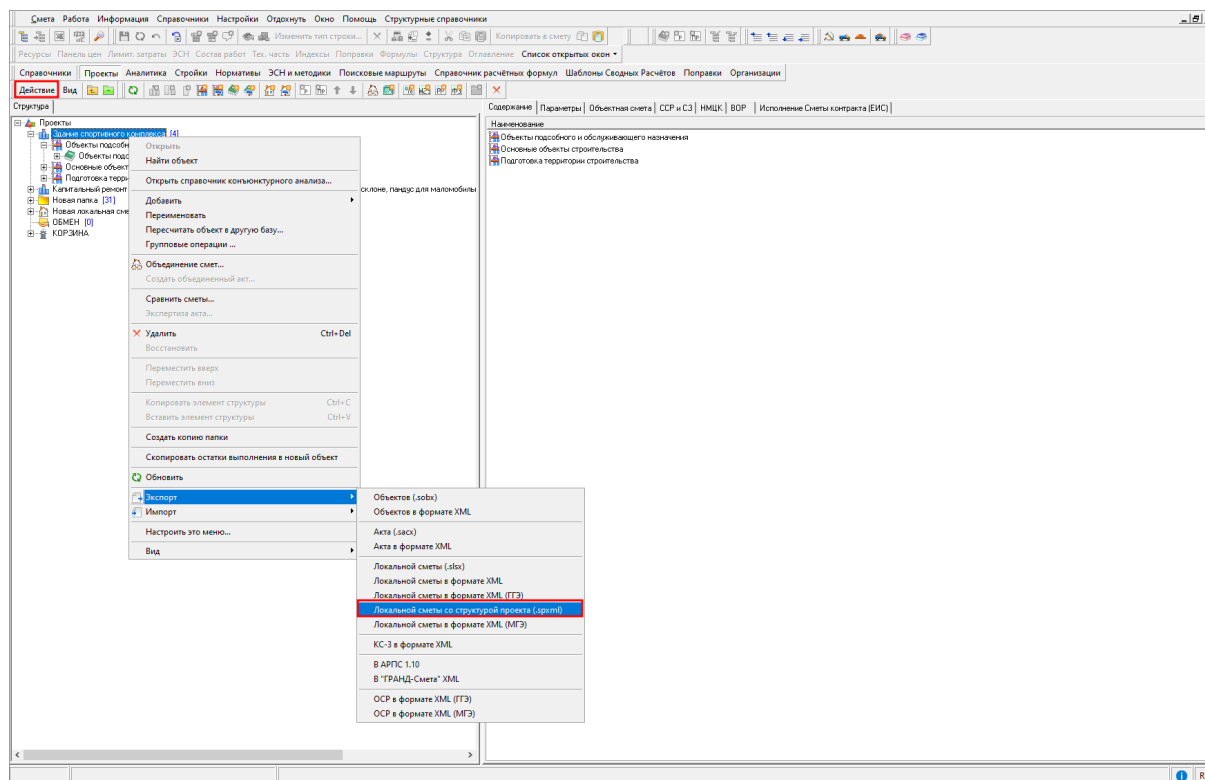 Смета Работа Информация Справочники Настройки Отдохнуть Окно Помощь Структурные справочники
Изменить тип строки... Копировать в смету
Ресурсы Панель цен Лимит. затраты ЭСН Состав работ Тех. часть Индексы Поправки Формулы Структура Оглавление Список открытых окон
Справочники Проекты Аналитика Стройки Нормативы ЭСН и методики Поисковые маршруты Справочник расчётных формул Шаблоны Сводных Расчётов Поправки Организации
Действие Вид
Структура
Проекты
Здание спортивного комплекса [4]
Объекты подсобн
Объекты подс
Основные объект
Подготовка терри
Капитальный ремонт
склоне, пандус для маломобиль
Новая папка [31]
Новая локальная сме
ОБМЕН [0]
КОРЗИНА
Открыть
Найти объект
Открыть справочник конъюнктурного анализа...
Добавить
Переименовать
Пересчитать объект в другую базу...
Групповые операции ...
Объединение смет...
Создать объединенный акт...
Сравнить сметы...
Экспертиза акта...
Удалить Ctrl+Del
Восстановить
Переместить вверх
Переместить вниз
Копировать элемент структуры Ctrl+C
Вставить элемент структуры Ctrl+V
Создать копию папки
Скопировать остатки выполнения в новый объект
Обновить
Экспорт
Импорт
Настроить это меню...
Вид
Объектов (.sobx)
Объектов в формате XML
Акта (.sacx)
Акта в формате XML
Локальной сметы (.slsx)
Локальной сметы в формате XML
Локальной сметы в формате XML (ГГЭ)
Локальной сметы со структурой проекта (.spxml)
Локальной сметы в формате XML (МГЭ)
КС-3 в формате XML
В АРПС 1.10
В "ГРАНД-Смета" XML
ОСР в формате XML (ГГЭ)
ОСР в формате XML (МГЭ)
Содержание Параметры Объектная смета ССР и СЗ НМЦК ВОР Исполнение Сметы контракта (ЕИС)
Наименование
Объекты подсобного и обслуживающего назначения
Основные объекты строительства
Подготовка территории строительства
R